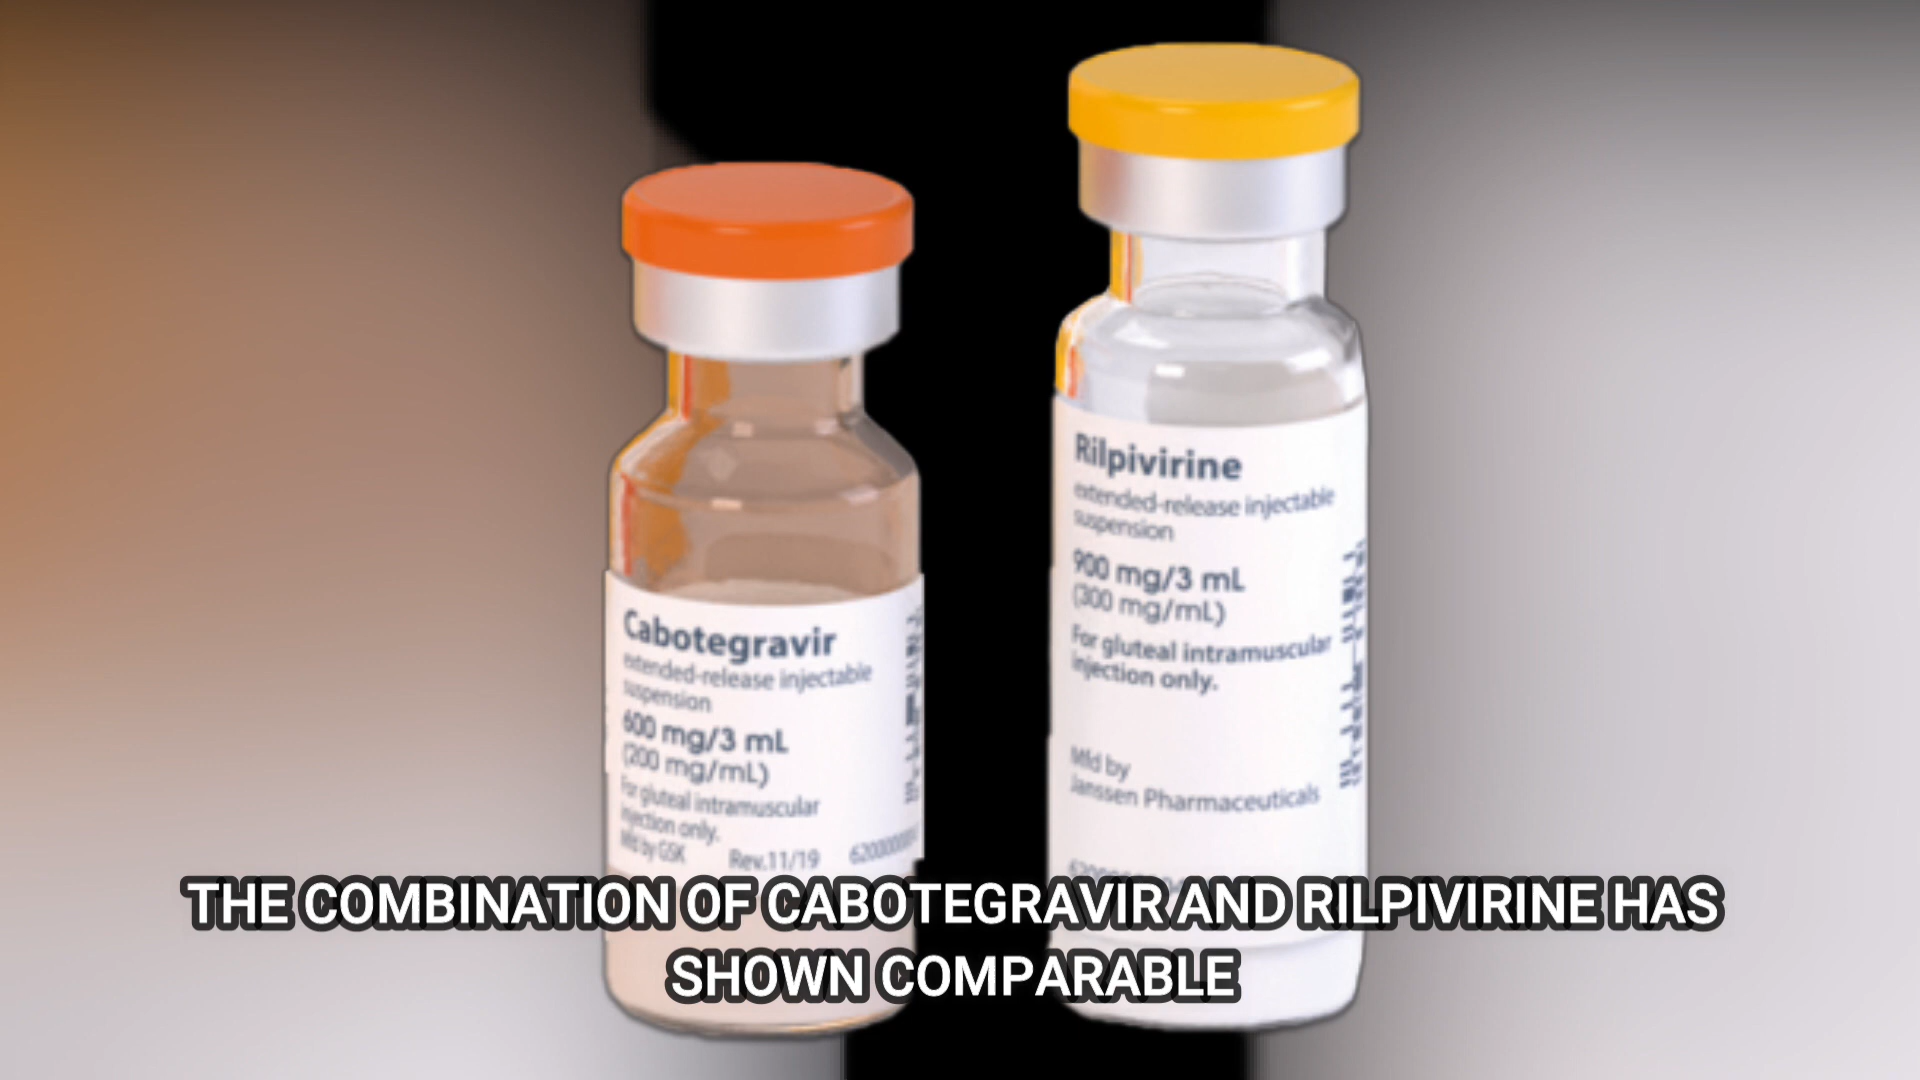 Cabotegravir
extended-release injectable
suspension
600 mg/3 mL
(200 mg/mL)
For gluteal intramuscular
injection only.
Mfd by GSK Rev.11/19
Rilpivirine
extended-release injectable
suspension
900 mg/3 mL
(300 mg/mL)
For gluteal intramuscular
injection only.
Mfd by
Janssen Pharmaceuticals
THE COMBINATION OF CABOTEGRAVIR AND RILPIVIRINE HAS
SHOWN COMPARABLE